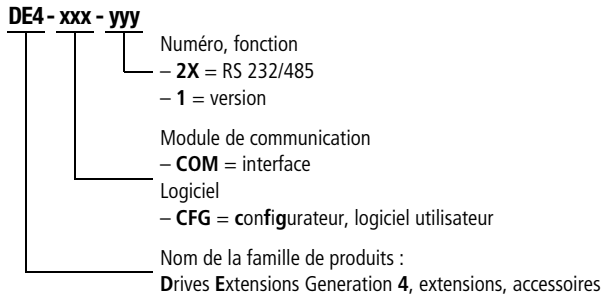 DE4 - xxx - yyy
Numéro, fonction
– 2X = RS 232/485
– 1 = version
Module de communication
– COM = interface
Logiciel
– CFG = configurateur, logiciel utilisateur
Nom de la famille de produits :
Drives Extensions Generation 4, extensions, accessoires